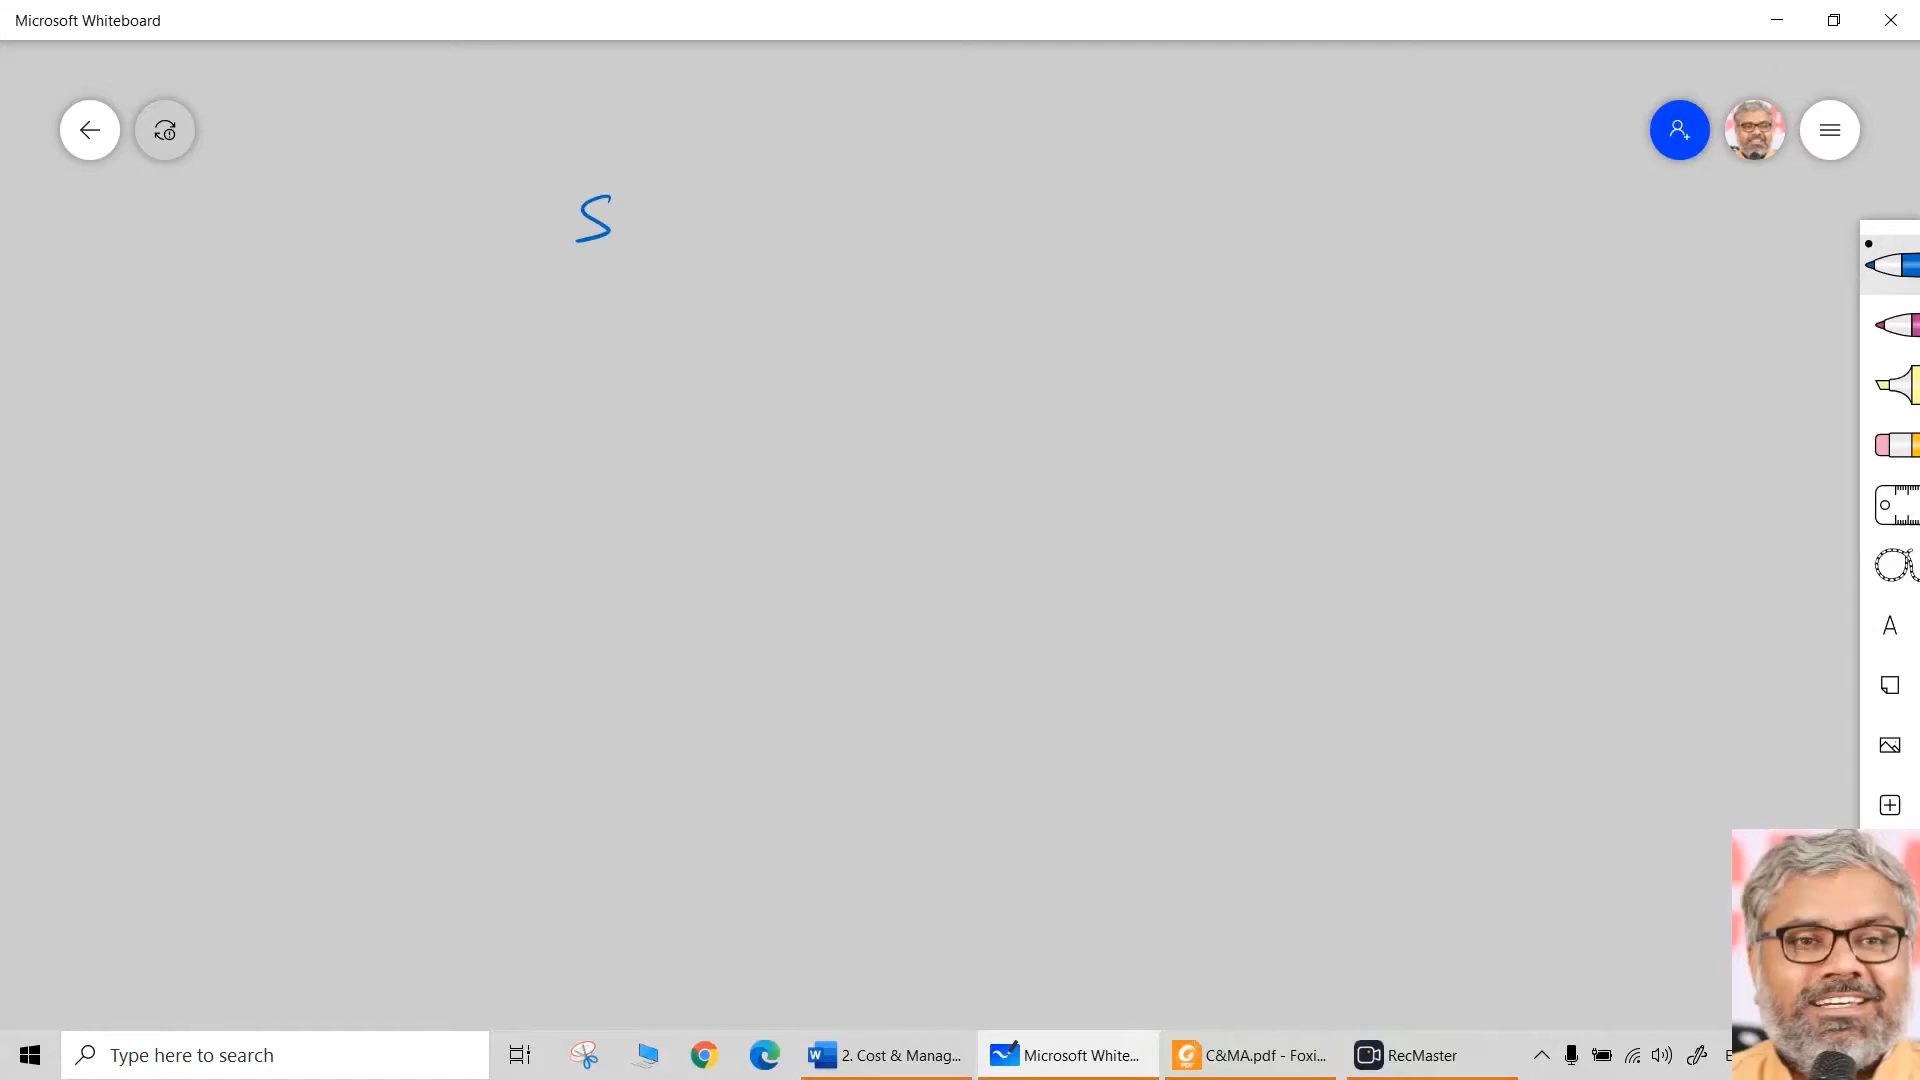 Microsoft Whiteboard
S
A
Type here to search
2. Cost & Manag...
Microsoft White...
C&MA.pdf - Foxi...
RecMaster